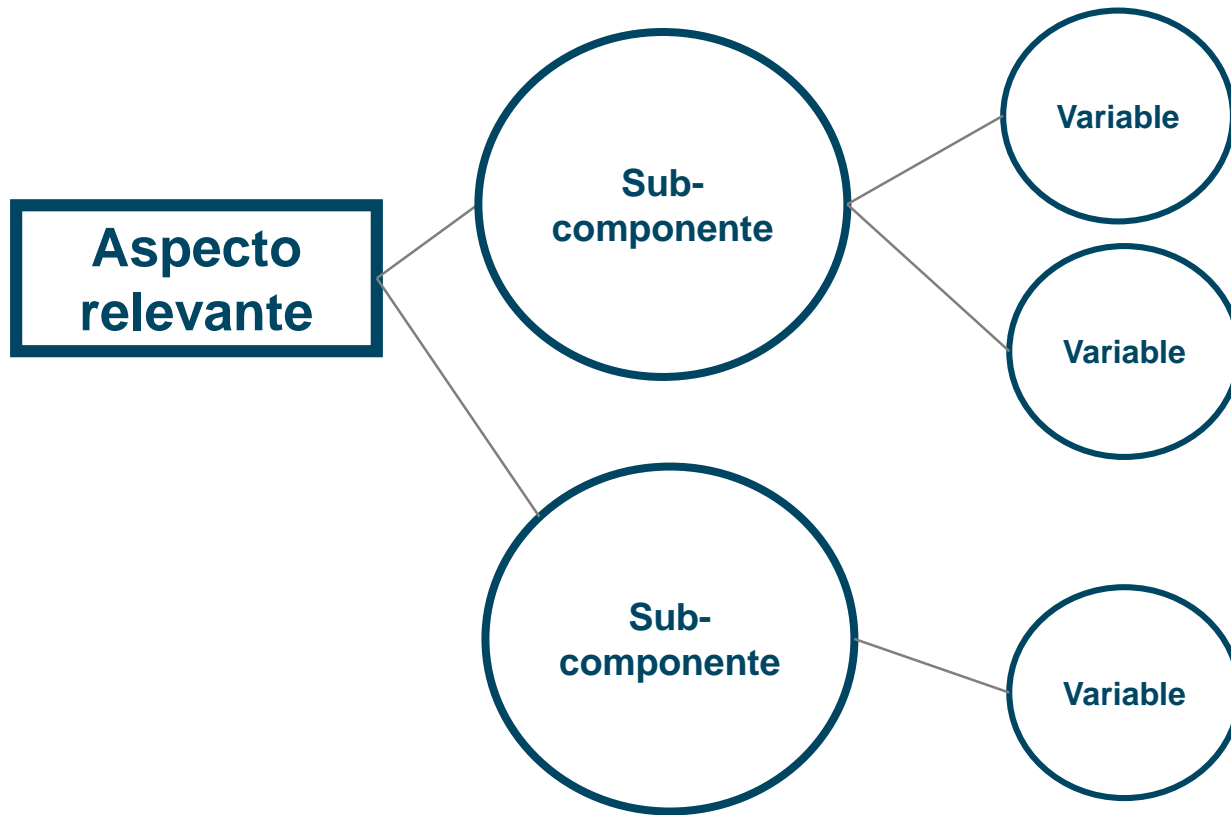 Aspecto
relevante
Sub-
componente
Variable
Variable
Sub-
componente
Variable